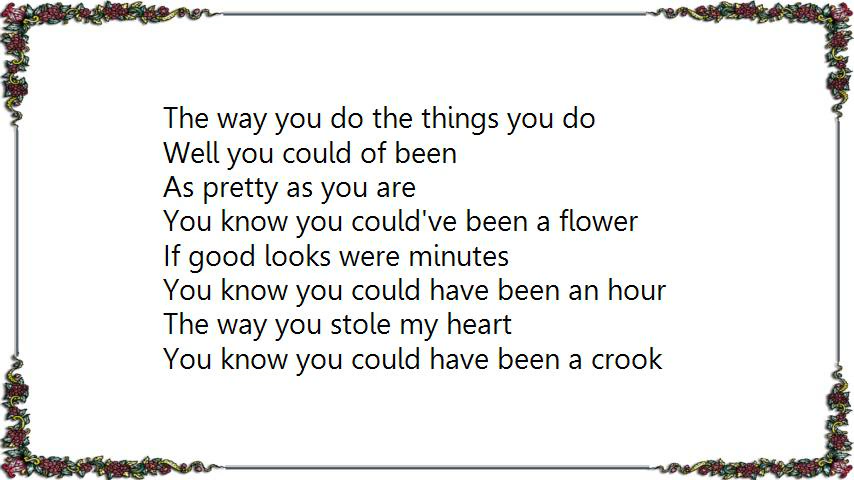 The way you do the things you do
Well you could of been
As pretty as you are
You know you could've been a flower
If good looks were minutes
You know you could have been an hour
The way you stole my heart
You know you could have been a crook